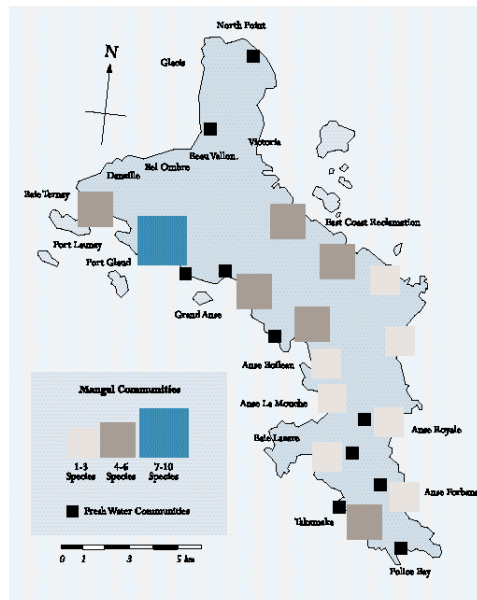 North Point
Glacis
N
Victoria
Beau Vallon
Bel Ombre
Danzille
Baie Ternay
East Coast Reclamation
Port Launay
Port Glaud
Grand Anse
Anse Boileau
Mangal Communities
Anse La Mouche
Anse Royale
Baie Lazare
1-3 Species
4-6 Species
7-10 Species
Anse Forbans
Fresh Water Communities
Takamaka
0 1 3 5 km
Police Bay